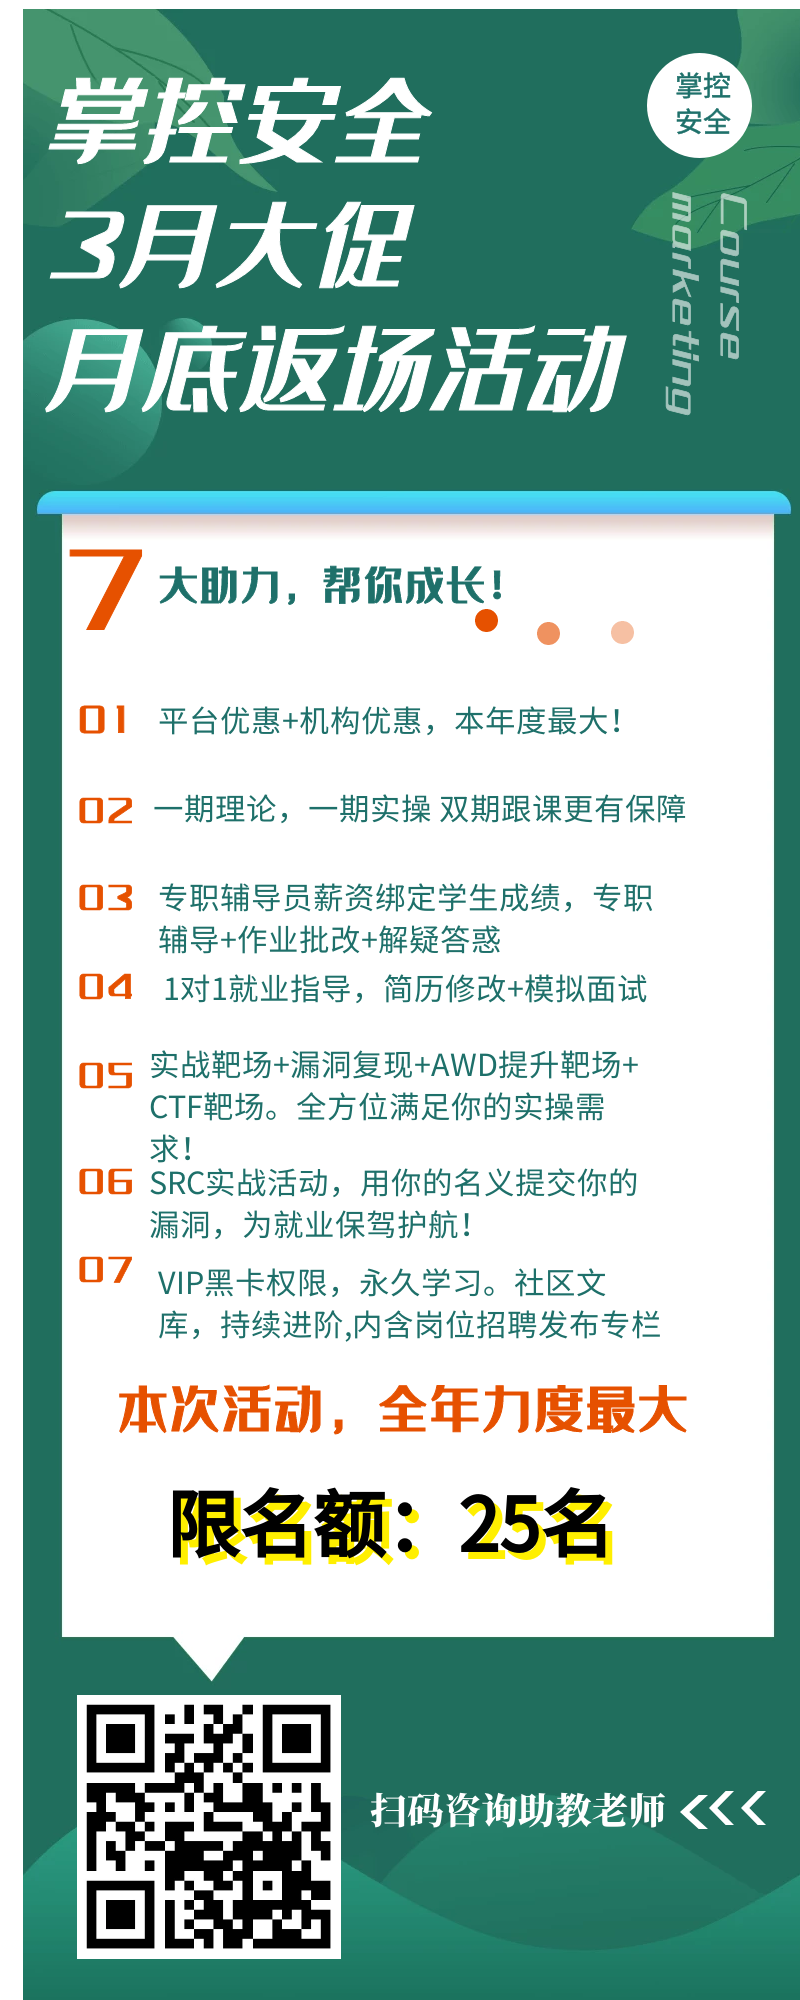 掌控安全
3月大促
月底返场活动
掌控
安全
Course
marketing
7 大助力，帮你成长！
01 平台优惠+机构优惠，本年度最大！
02 一期理论，一期实操 双期跟课更有保障
03 专职辅导员薪资绑定学生成绩，专职
辅导+作业批改+解疑答惑
04 1对1就业指导，简历修改+模拟面试
05 实战靶场+漏洞复现+AWD提升靶场+
CTF靶场。全方位满足你的实操需
求！
06 SRC实战活动，用你的名义提交你的
漏洞，为就业保驾护航！
07 VIP黑卡权限，永久学习。社区文
库，持续进阶,内含岗位招聘发布专栏
本次活动，全年力度最大
限名额：25名
扫码咨询助教老师